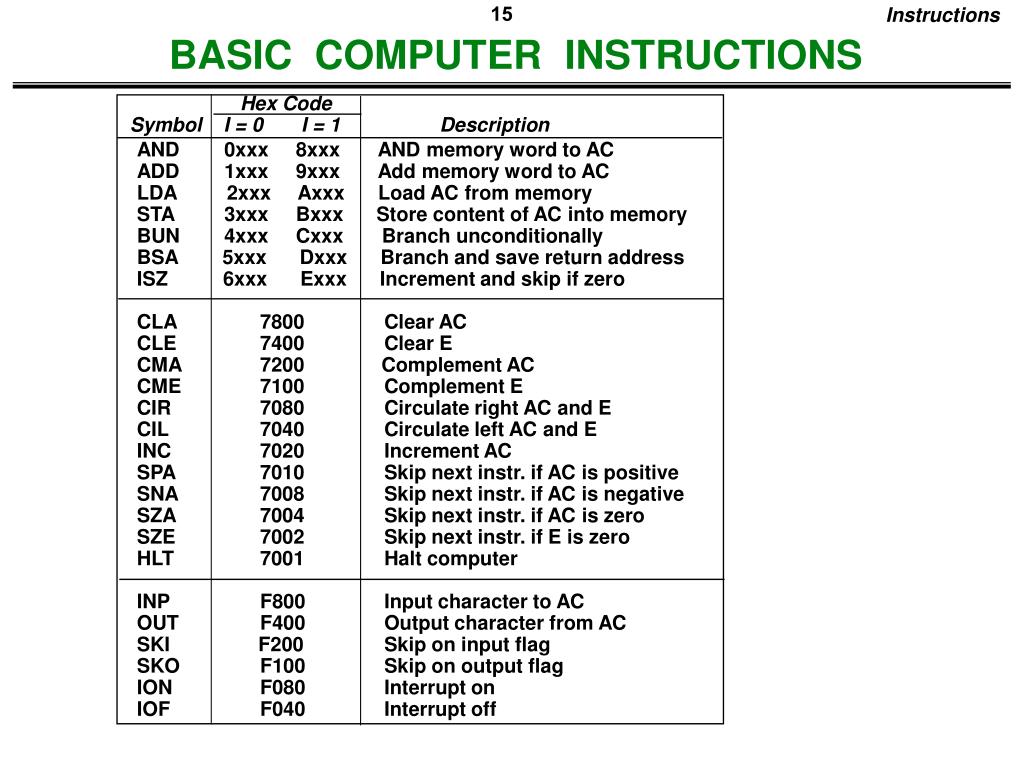 15
Instructions
BASIC COMPUTER INSTRUCTIONS
Hex Code
Symbol I = 0 I = 1 Description
AND 0xxx 8xxx AND memory word to AC
ADD 1xxx 9xxx Add memory word to AC
LDA 2xxx Axxx Load AC from memory
STA 3xxx Bxxx Store content of AC into memory
BUN 4xxx Cxxx Branch unconditionally
BSA 5xxx Dxxx Branch and save return address
ISZ 6xxx Exxx Increment and skip if zero
CLA 7800 Clear AC
CLE 7400 Clear E
CMA 7200 Complement AC
CME 7100 Complement E
CIR 7080 Circulate right AC and E
CIL 7040 Circulate left AC and E
INC 7020 Increment AC
SPA 7010 Skip next instr. if AC is positive
SNA 7008 Skip next instr. if AC is negative
SZA 7004 Skip next instr. if AC is zero
SZE 7002 Skip next instr. if E is zero
HLT 7001 Halt computer
INP F800 Input character to AC
OUT F400 Output character from AC
SKI F200 Skip on input flag
SKO F100 Skip on output flag
ION F080 Interrupt on
IOF F040 Interrupt off